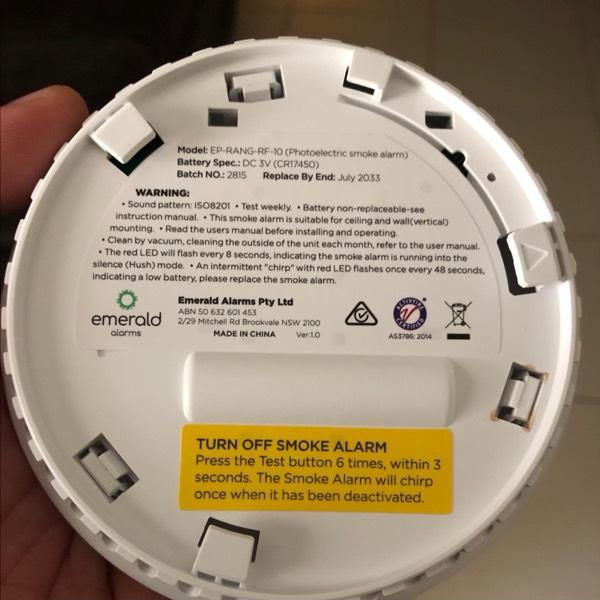 Model: EP-RANG-RF-10 (Photoelectric smoke alarm)
Battery Spec.: DC 3V (CR17450)
Batch NO.: 2815 Replace By End: July 2033
WARNING:
• Sound pattern: ISO8201 • Test weekly. • Battery non-replaceable-see
instruction manual. • This smoke alarm is suitable for ceiling and wall(vertical)
mounting. • Read the users manual before installing and operating.
• Clean by vacuum, cleaning the outside of the unit each month, refer to the user manual.
• The red LED will flash every 8 seconds, indicating the smoke alarm is running into the
silence (Hush) mode. • An intermittent "chirp" with red LED flashes once every 48 seconds,
indicating a low battery, please replace the smoke alarm.
emerald
alarms
Emerald Alarms Pty Ltd
ABN 50 632 601 453
2/29 Mitchell Rd Brookvale NSW 2100
MADE IN CHINA Ver:1.0
ACTIVFIRE
CERTIFIED
AS3786: 2014
TURN OFF SMOKE ALARM
Press the Test button 6 times, within 3
seconds. The Smoke Alarm will chirp
once when it has been deactivated.